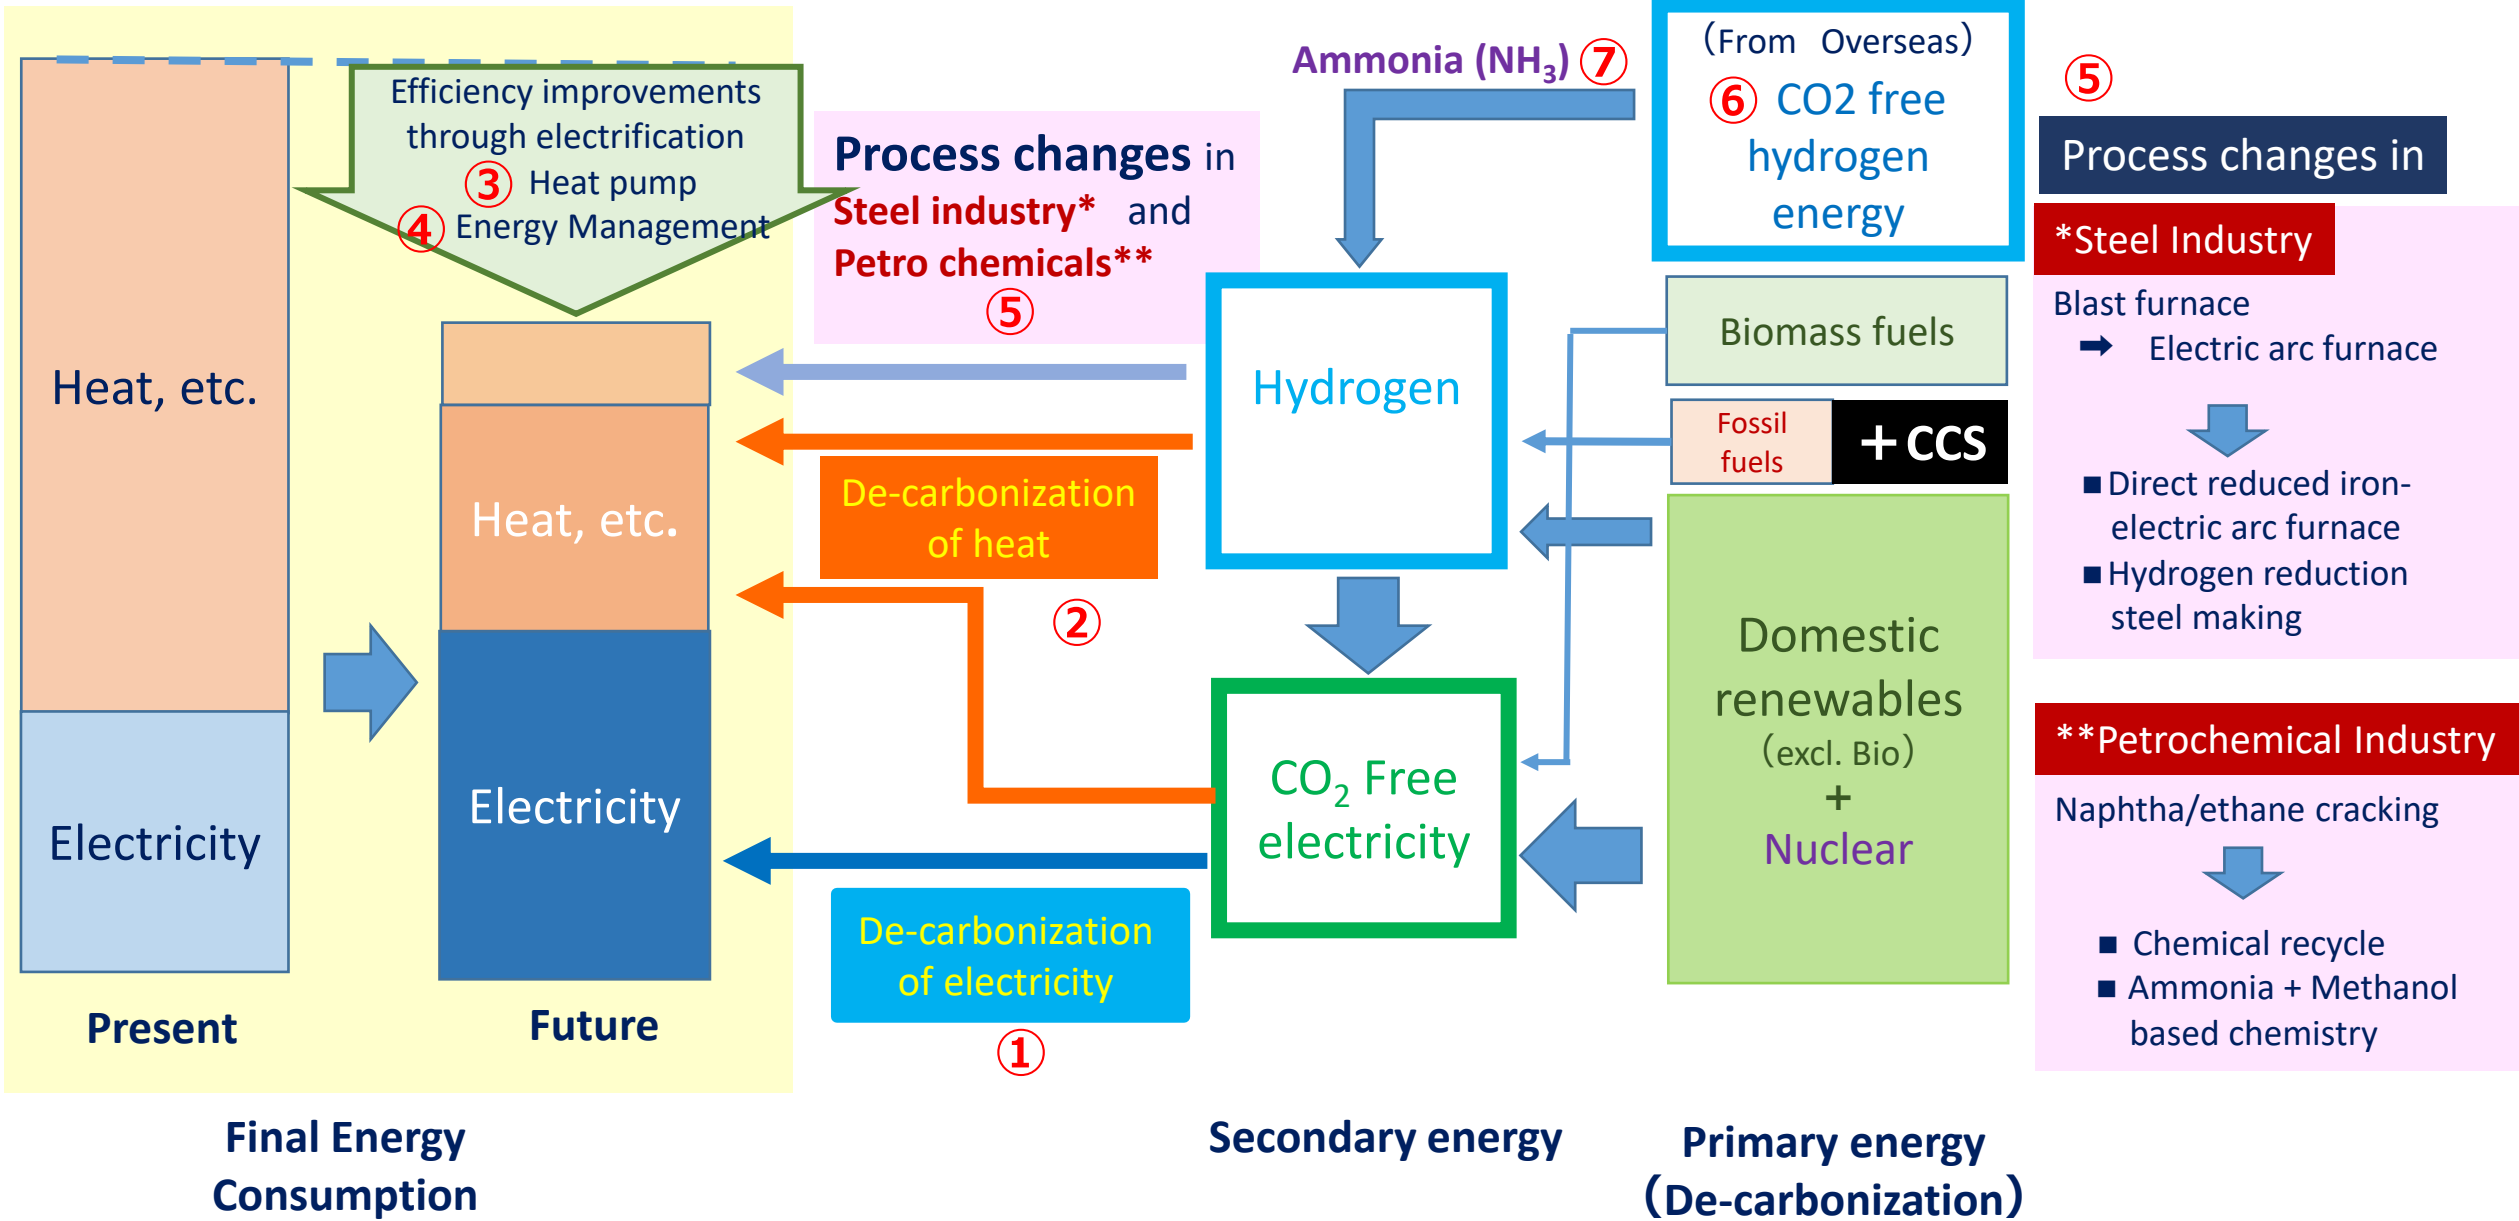 Heat, etc.
Electricity
Present
Efficiency improvements
through electrification
③ Heat pump
④ Energy Management
Heat, etc.
Electricity
Future
Final Energy
Consumption
Process changes in
Steel industry* and
Petro chemicals**
⑤
De-carbonization
of heat
②
De-carbonization
of electricity
①
Ammonia (NH₃) ⑦
Hydrogen
CO₂ Free
electricity
Secondary energy
（From Overseas）
⑥ CO2 free
hydrogen
energy
Biomass fuels
Fossil
fuels
＋CCS
Domestic
renewables
（excl. Bio）
+
Nuclear
Primary energy
（De-carbonization）
⑤
Process changes in
*Steel Industry
Blast furnace
➡ Electric arc furnace
■ Direct reduced iron-
electric arc furnace
■ Hydrogen reduction
steel making
**Petrochemical Industry
Naphtha/ethane cracking
■ Chemical recycle
■ Ammonia + Methanol
based chemistry